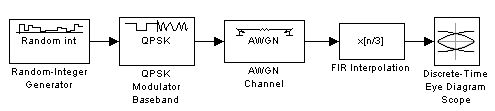 Random int
QPSK
AWGN
x[n/3]
Random-Integer
Generator
QPSK
Modulator
Baseband
AWGN
Channel
FIR Interpolation
Discrete-Time
Eye Diagram
Scope